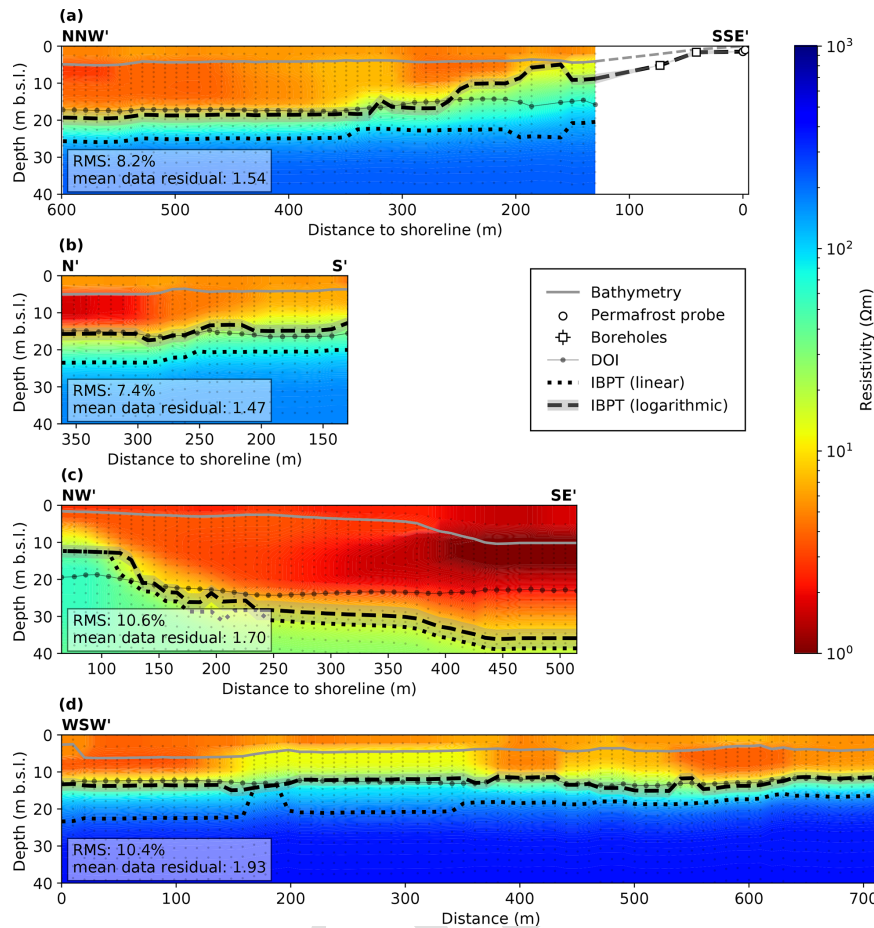 (a)
NNW' SSE'
0
10
20
30
40
Depth (m b.s.l.)
RMS: 8.2%
mean data residual: 1.54
600 500 400 300 200 100 0
Distance to shoreline (m)
(b)
N' S'
0
10
20
30
40
Depth (m b.s.l.)
RMS: 7.4%
mean data residual: 1.47
350 300 250 200 150
Distance to shoreline (m)
Bathymetry
Permafrost probe
Boreholes
DOI
IBPT (linear)
IBPT (logarithmic)
10³
10²
10¹
10⁰
Resistivity (Ωm)
(c)
NW' SE'
0
10
20
30
40
Depth (m b.s.l.)
RMS: 10.6%
mean data residual: 1.70
100 150 200 250 300 350 400 450 500
Distance to shoreline (m)
(d)
WSW'
0
10
20
30
40
Depth (m b.s.l.)
RMS: 10.4%
mean data residual: 1.93
0 100 200 300 400 500 600 700
Distance (m)